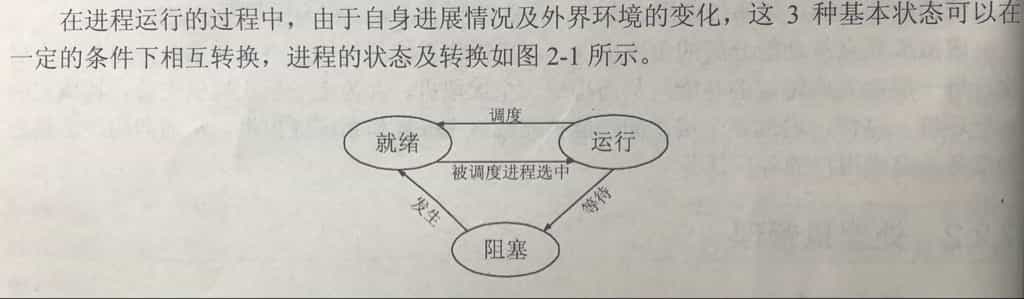 在进程运行的过程中，由于自身进展情况及外界环境的变化，这 3 种基本状态可以在
一定的条件下相互转换，进程的状态及转换如图 2-1 所示。
调度
就绪
运行
被调度进程选中
发生
等待
阻塞